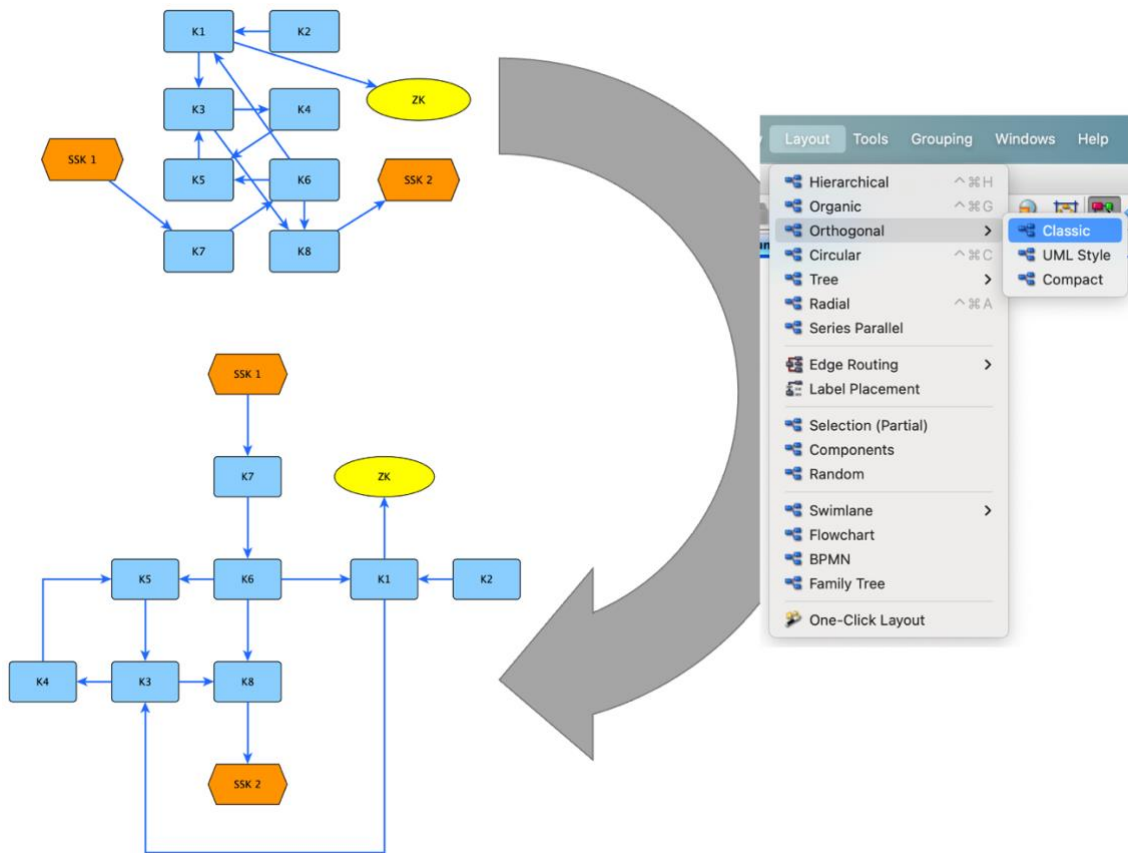 K1
K2
ZK
K3
K4
SSK 1
K5
K6
SSK 2
K7
K8
SSK 1
K7
ZK
K5
K6
K1
K2
K4
K3
K8
SSK 2
Layout Tools Grouping Windows Help
Hierarchical ^⌘H
Organic ^⌘G
Orthogonal >
Classic
Circular ^⌘C
UML Style
Tree >
Compact
Radial ^⌘A
Series Parallel
Edge Routing >
Label Placement
Selection (Partial)
Components
Random
Swimlane >
Flowchart
BPMN
Family Tree
One-Click Layout